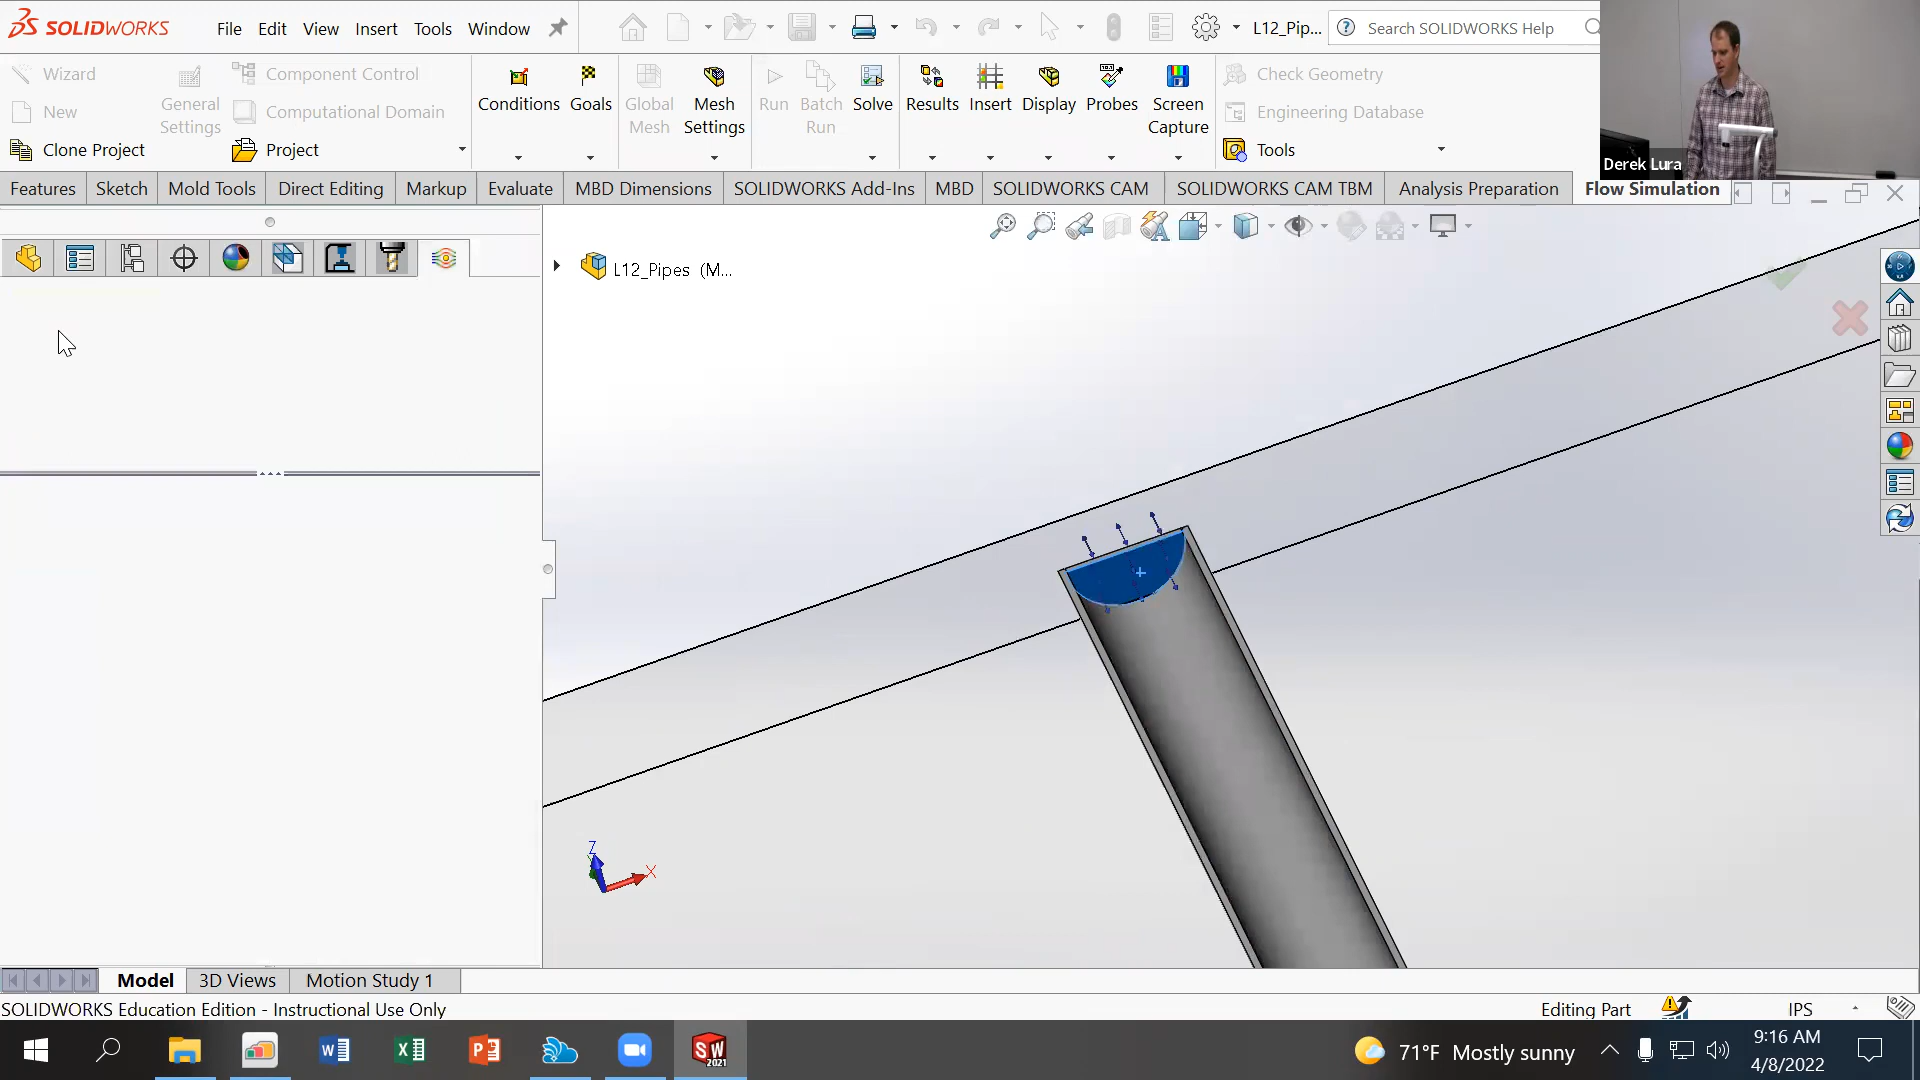 SOLIDWORKS
File Edit View Insert Tools Window
L12_Pip...
Search SOLIDWORKS Help
Wizard
New
Clone Project
General Settings
Component Control
Computational Domain
Project
Conditions
Goals
Global Mesh
Mesh Settings
Run
Batch Run
Solve
Results
Insert
Display
Probes
Screen Capture
Check Geometry
Engineering Database
Tools
Derek Lura
Features Sketch Mold Tools Direct Editing Markup Evaluate MBD Dimensions SOLIDWORKS Add-Ins MBD SOLIDWORKS CAM SOLIDWORKS CAM TBM Analysis Preparation Flow Simulation
L12_Pipes (M...
Z
X
Model 3D Views Motion Study 1
SOLIDWORKS Education Edition - Instructional Use Only
Editing Part
IPS
71°F Mostly sunny
9:16 AM
4/8/2022